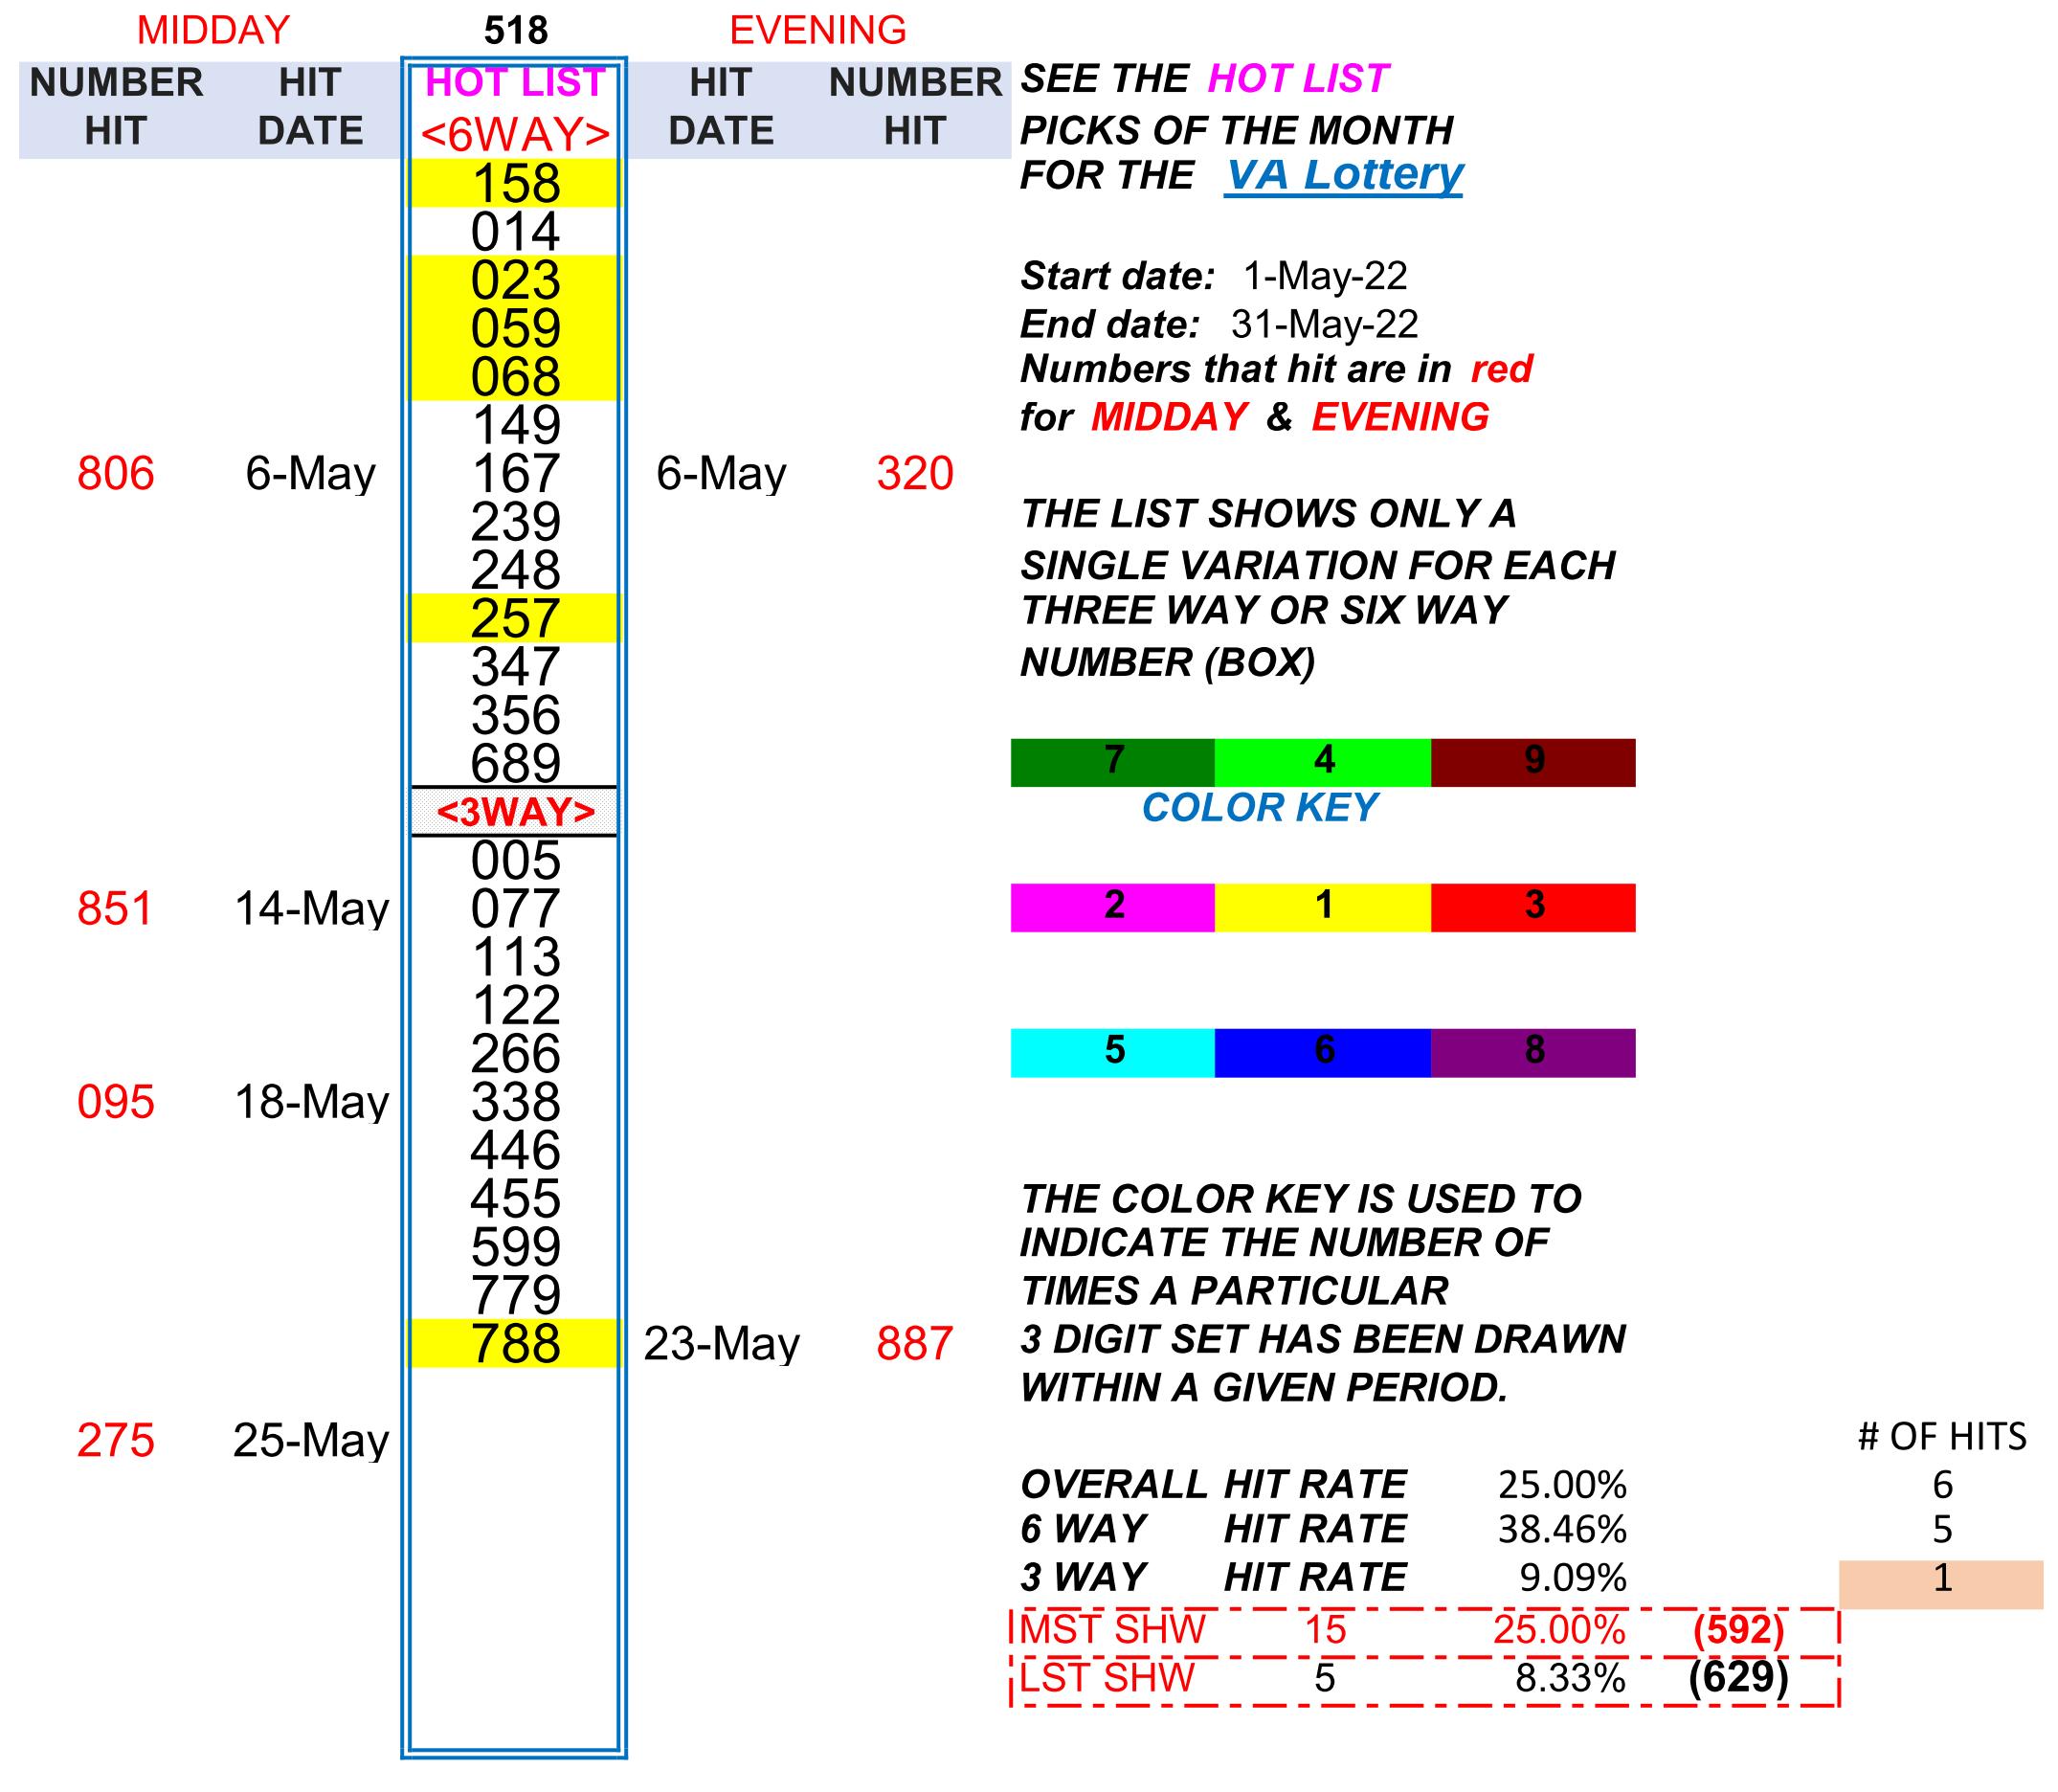 MIDDAY 518 EVENING
NUMBER HIT HOT LIST HIT NUMBER SEE THE HOT LIST
HIT DATE <6WAY> DATE HIT PICKS OF THE MONTH
158 FOR THE VA Lottery
014
023 Start date: 1-May-22
059 End date: 31-May-22
068 Numbers that hit are in red
149 for MIDDAY & EVENING
806 6-May 167 6-May 320
239 THE LIST SHOWS ONLY A
248 SINGLE VARIATION FOR EACH
257 THREE WAY OR SIX WAY
347 NUMBER (BOX)
356
689 7 4 9
<3WAY> COLOR KEY
005
851 14-May 077 2 1 3
113
122
266 5 6 8
095 18-May 338
446
455 THE COLOR KEY IS USED TO
599 INDICATE THE NUMBER OF
779 TIMES A PARTICULAR
788 23-May 887 3 DIGIT SET HAS BEEN DRAWN
WITHIN A GIVEN PERIOD.
275 25-May # OF HITS
OVERALL HIT RATE 25.00% 6
6 WAY HIT RATE 38.46% 5
3 WAY HIT RATE 9.09% 1
MST SHW 15 25.00% (592)
LST SHW 5 8.33% (629)